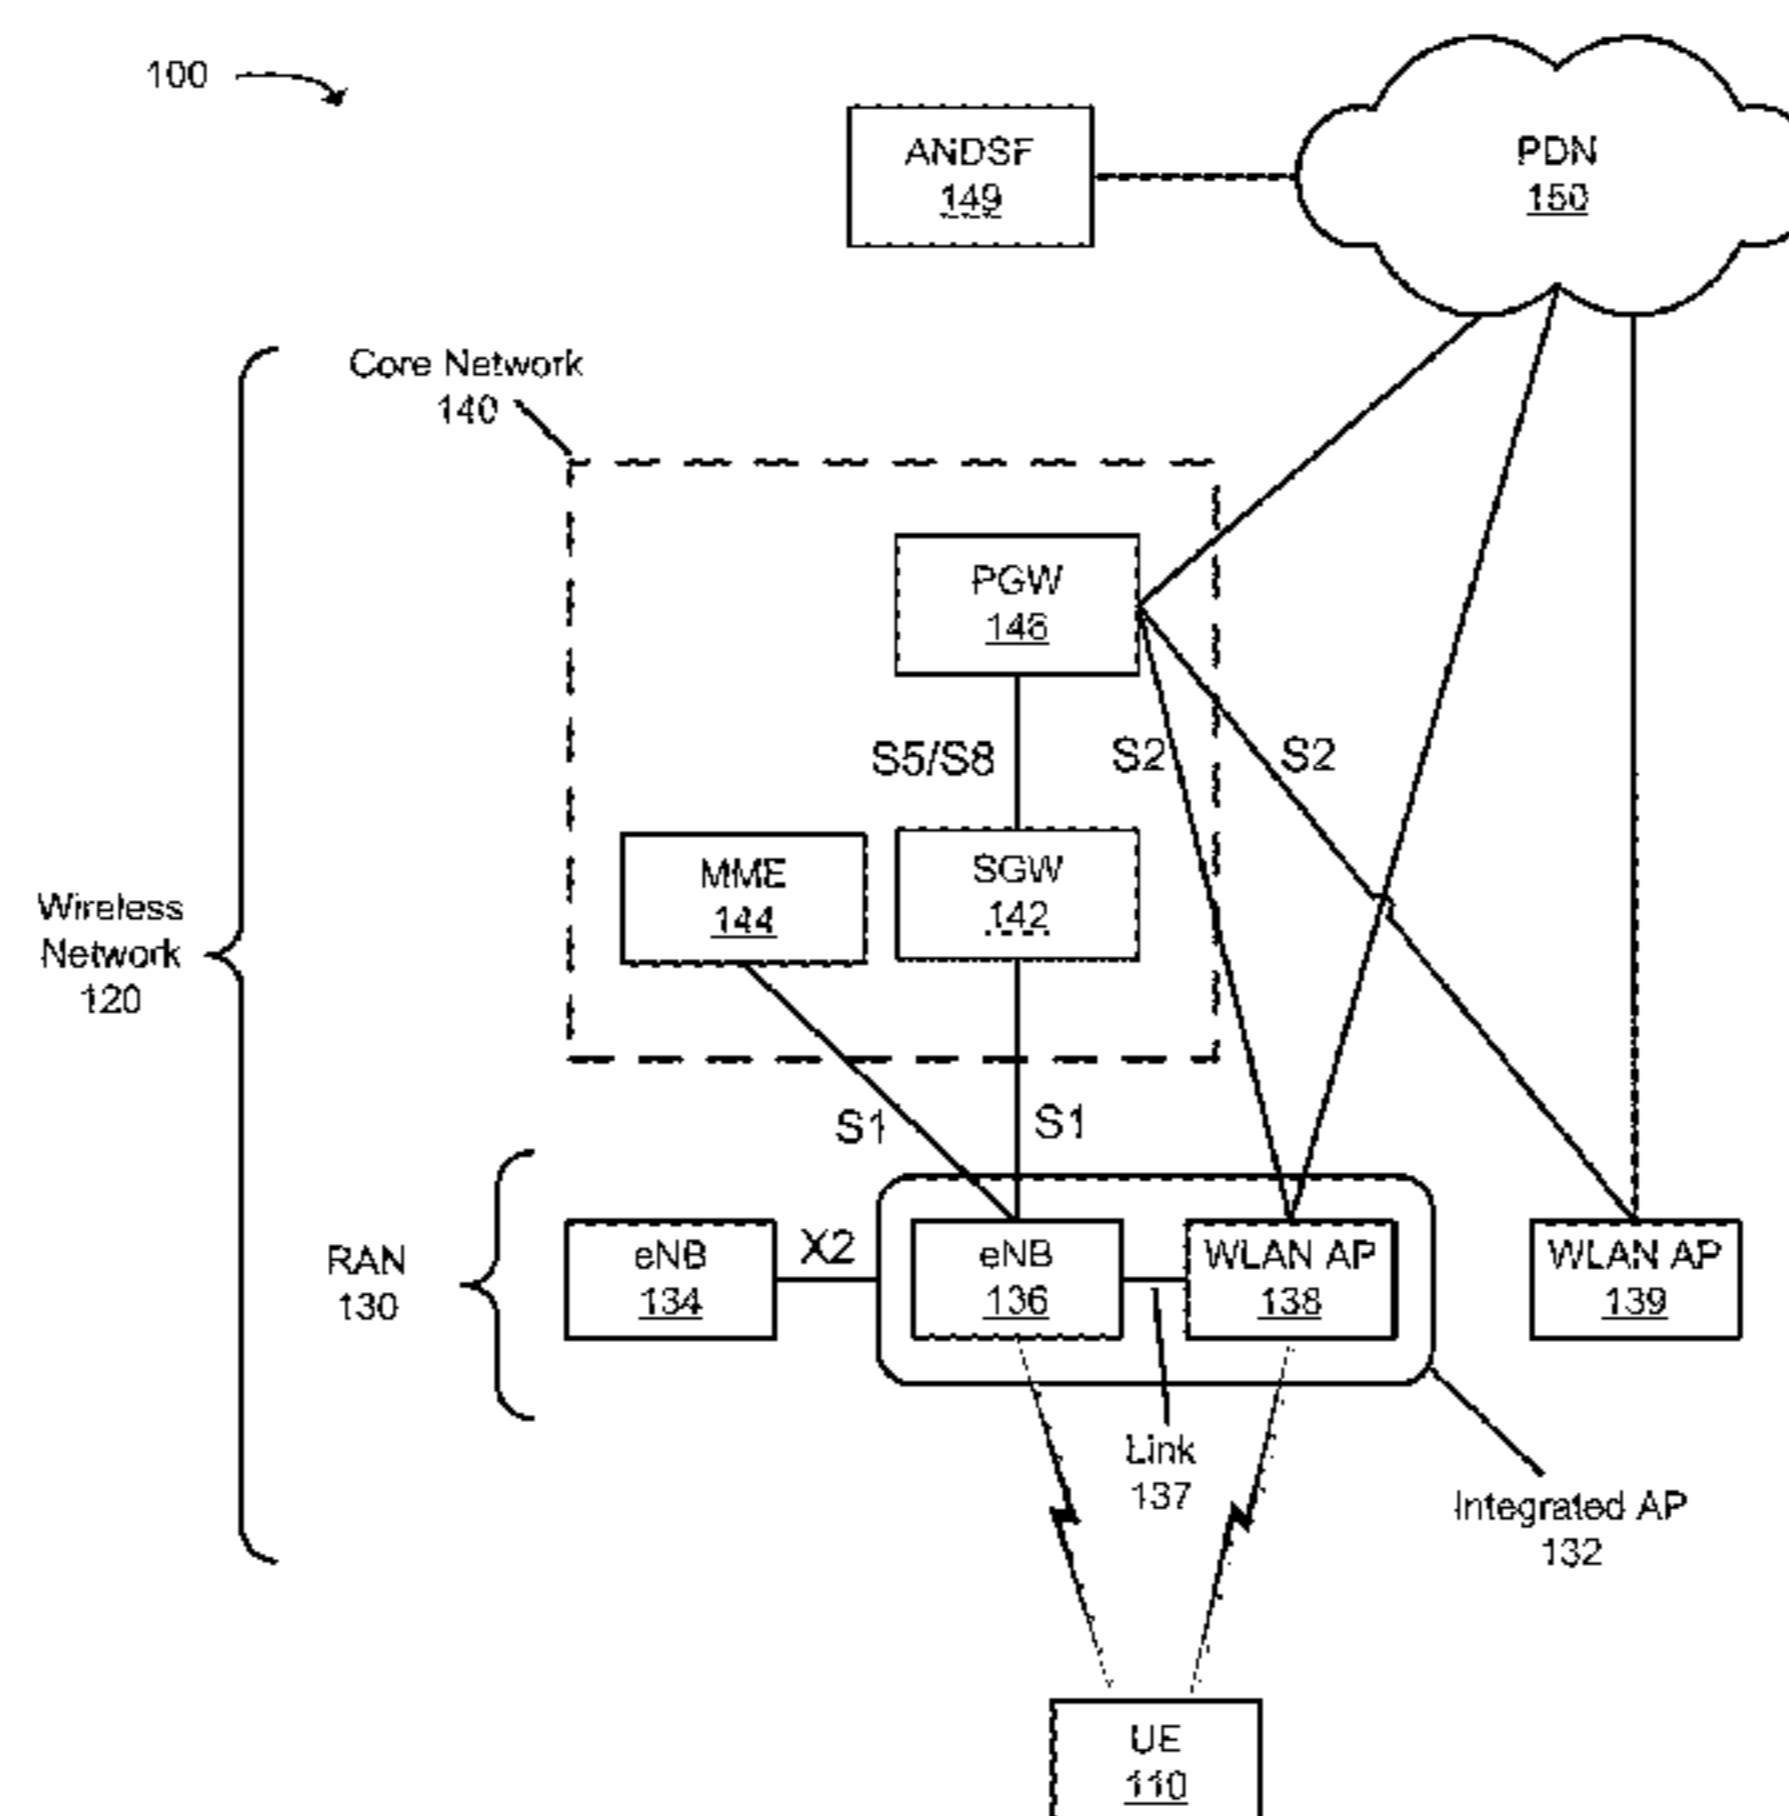 100
ANDSF
149
PDN
150
Core Network
140
PGW
146
S5/S8
S2
S2
MME
144
SGW
142
Wireless
Network
120
S1
S1
RAN
130
eNB
134
X2
eNB
136
WLAN AP
138
WLAN AP
139
Link
137
Integrated AP
132
UE
110